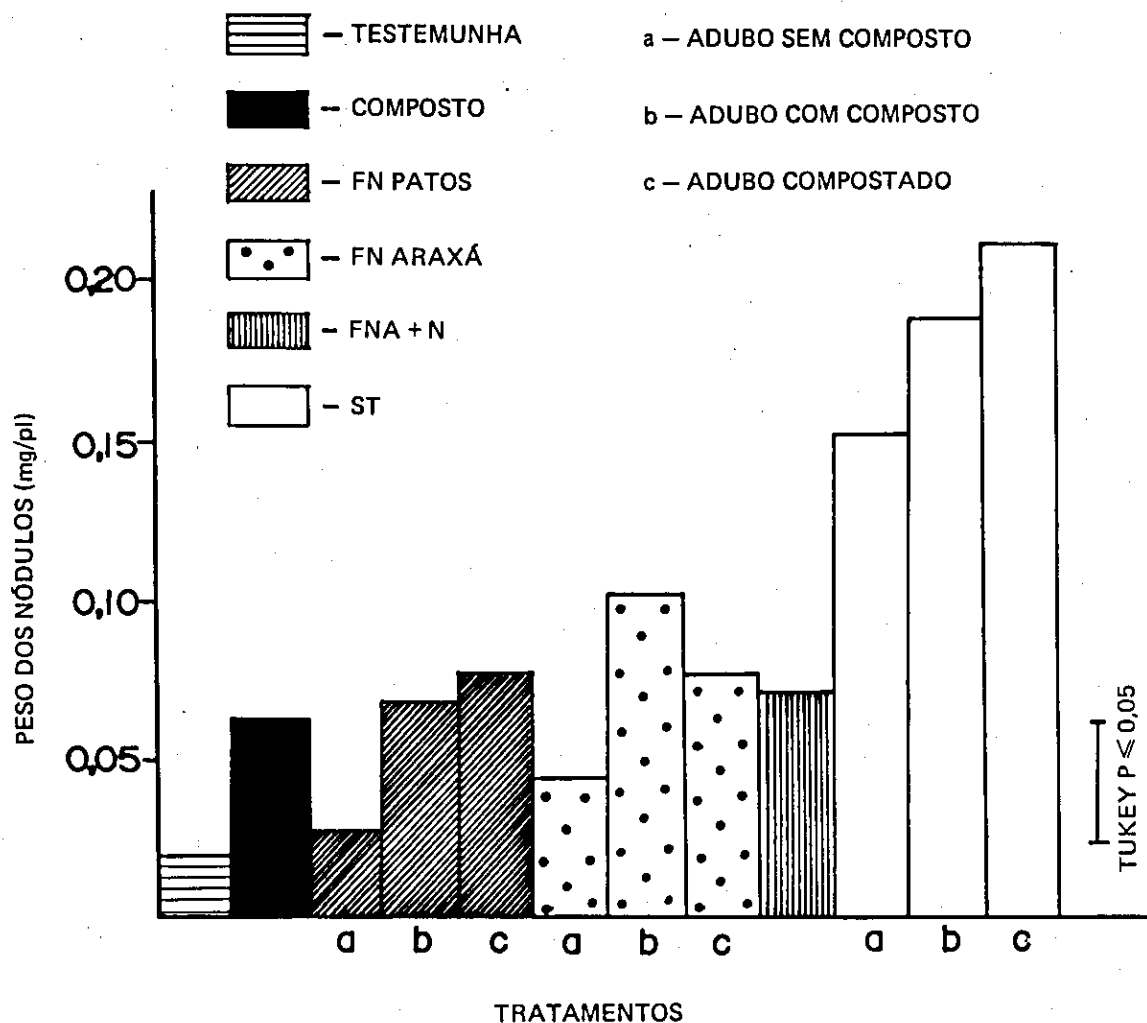 – TESTEMUNHA
a – ADUBO SEM COMPOSTO
– COMPOSTO
b – ADUBO COM COMPOSTO
– FN PATOS
c – ADUBO COMPOSTADO
– FN ARAXÁ
– FNA + N
– ST
PESO DOS NÓDULOS (mg/pl)
0,20
0,15
0,10
0,05
TUKEY P ⩽ 0,05
a b c a b c a b c
TRATAMENTOS